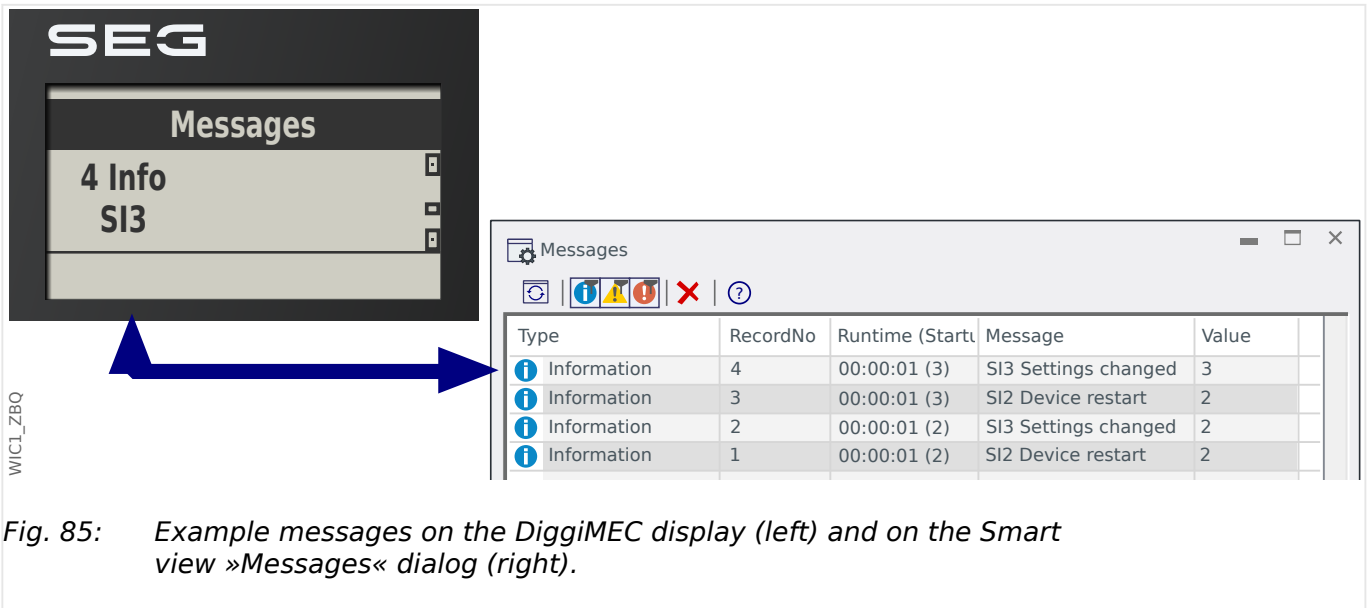 SEG
Messages
4 Info
SI3
Messages
Type RecordNo Runtime (Startu Message Value
Information 4 00:00:01 (3) SI3 Settings changed 3
Information 3 00:00:01 (3) SI2 Device restart 2
Information 2 00:00:01 (2) SI3 Settings changed 2
Information 1 00:00:01 (2) SI2 Device restart 2
WIC1_ZBQ
Fig. 85: Example messages on the DiggiMEC display (left) and on the Smart
view »Messages« dialog (right).